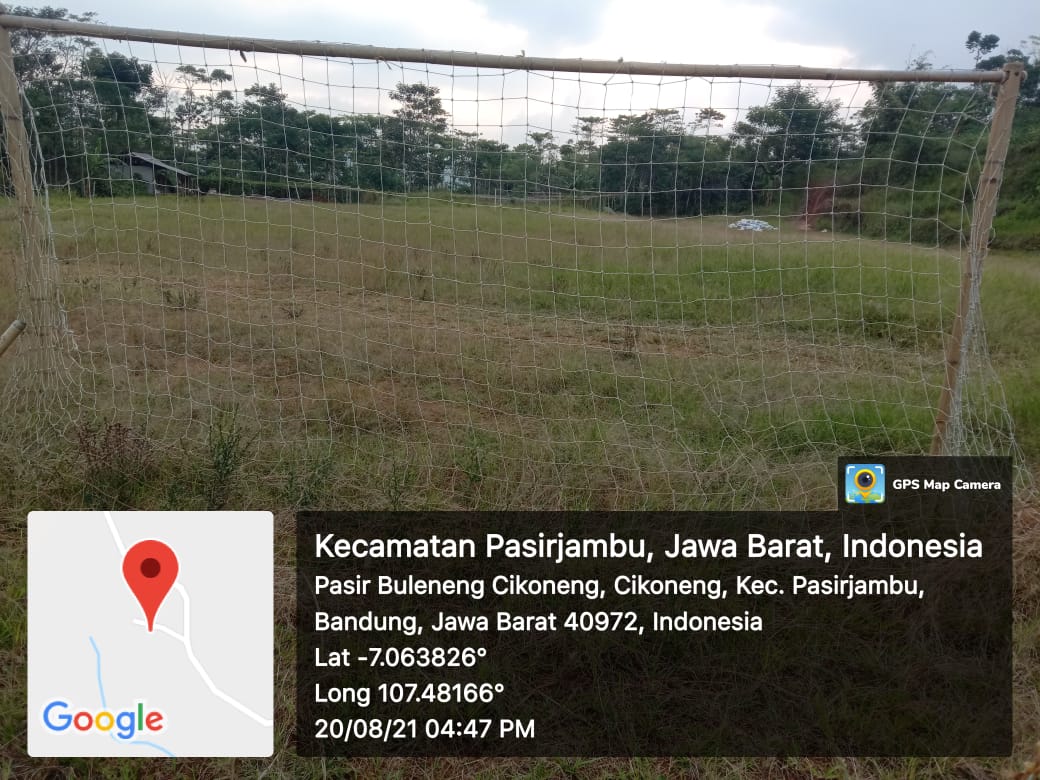 GPS Map Camera
Kecamatan Pasirjambu, Jawa Barat, Indonesia
Pasir Buleneng Cikoneng, Cikoneng, Kec. Pasirjambu,
Bandung, Jawa Barat 40972, Indonesia
Lat -7.063826°
Long 107.48166°
20/08/21 04:47 PM
Google